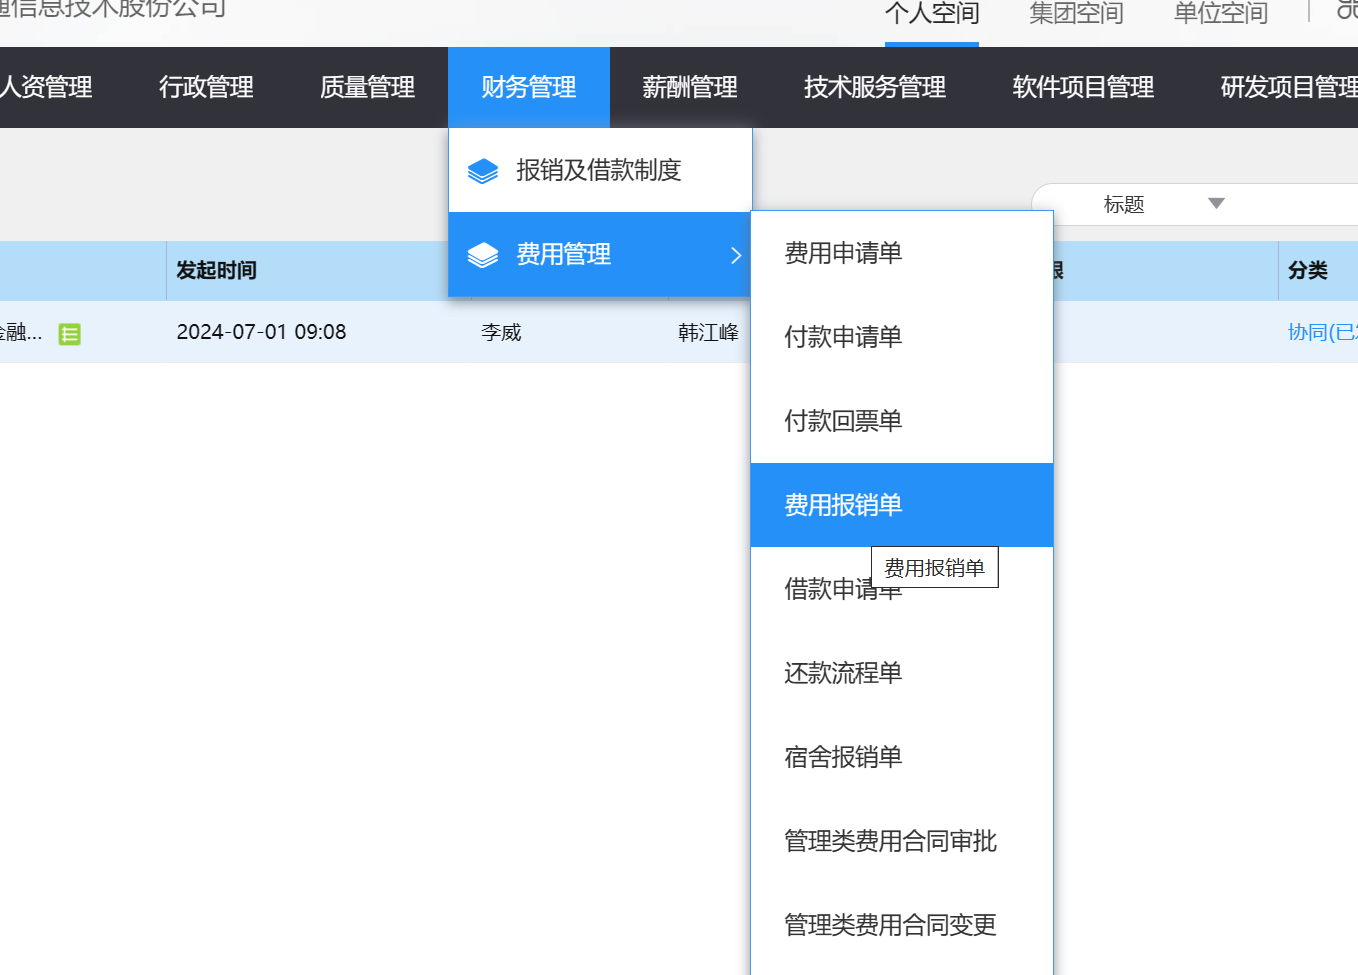 通信息技术股份公司
个人空间 集团空间 单位空间
人资管理 行政管理 质量管理 财务管理 薪酬管理 技术服务管理 软件项目管理 研发项目管理
报销及借款制度
标题
费用管理
费用申请单
发起时间 分类
金融... 2024-07-01 09:08 李威 韩江峰 协同(已
付款申请单
付款回票单
费用报销单
费用报销单
借款申请单
还款流程单
宿舍报销单
管理类费用合同审批
管理类费用合同变更